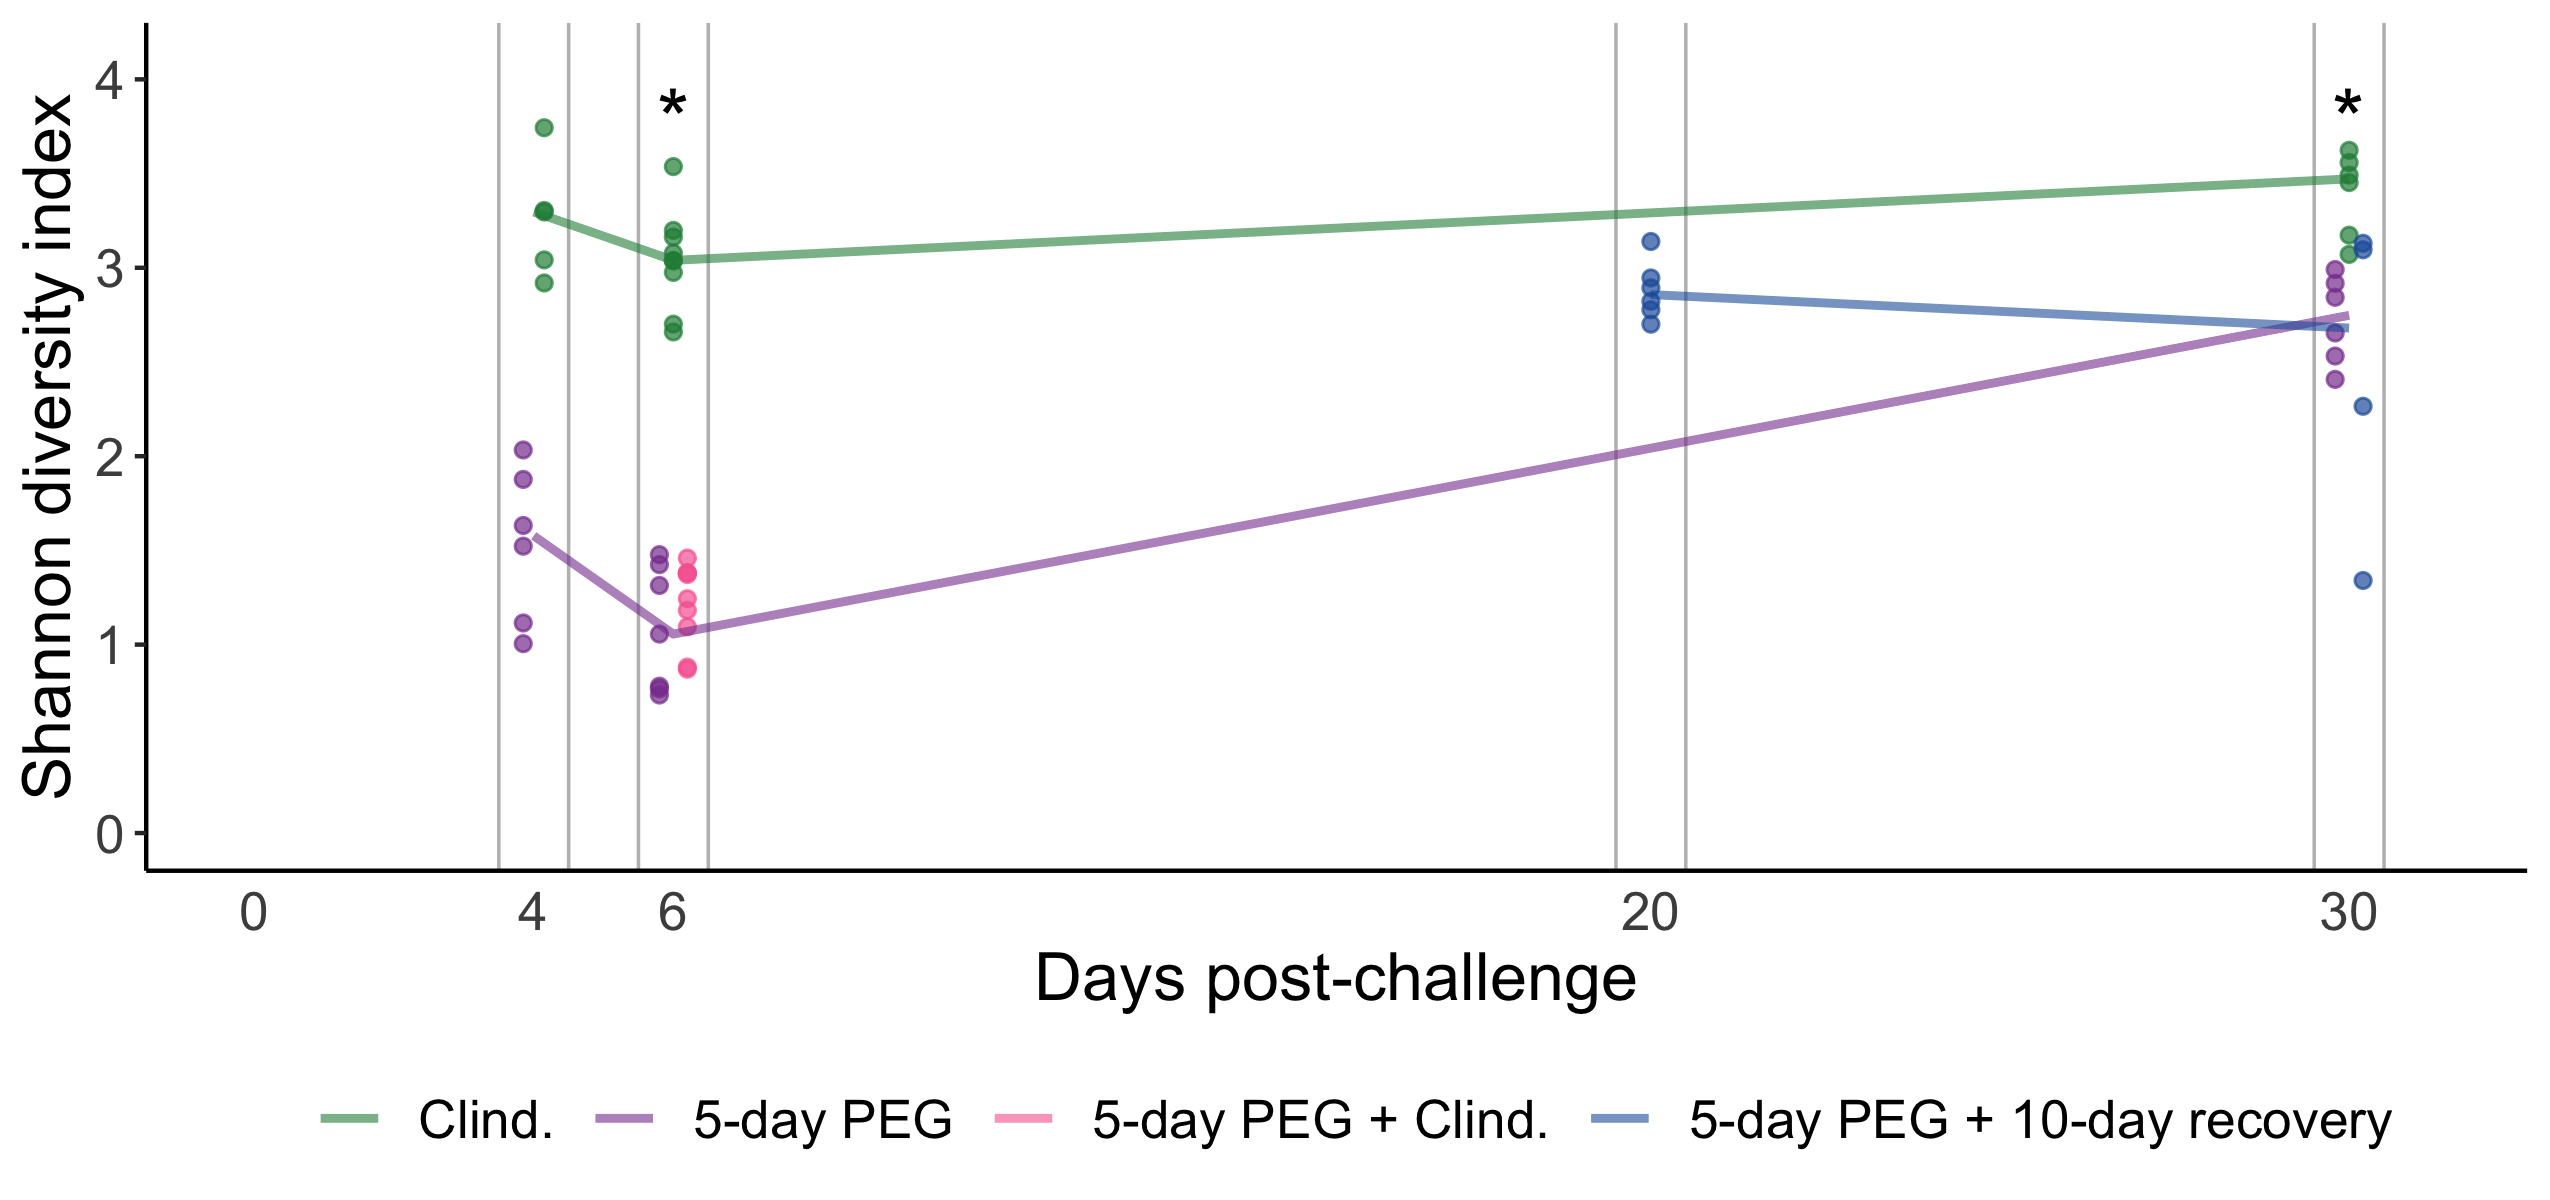 Shannon diversity index
4
3
2
1
0
*
*
0 4 6 20 30
Days post-challenge
Clind. 5-day PEG 5-day PEG + Clind. 5-day PEG + 10-day recovery